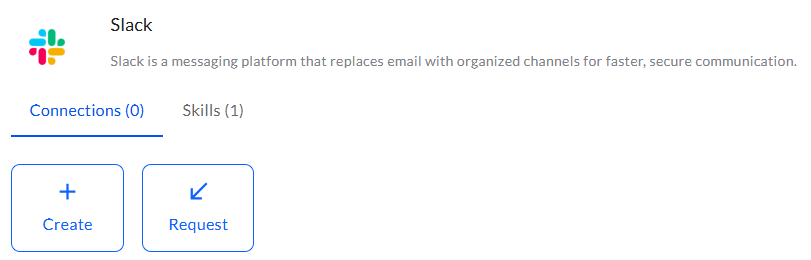 Slack
Slack is a messaging platform that replaces email with organized channels for faster, secure communication.
Connections (0) Skills (1)
Create Request